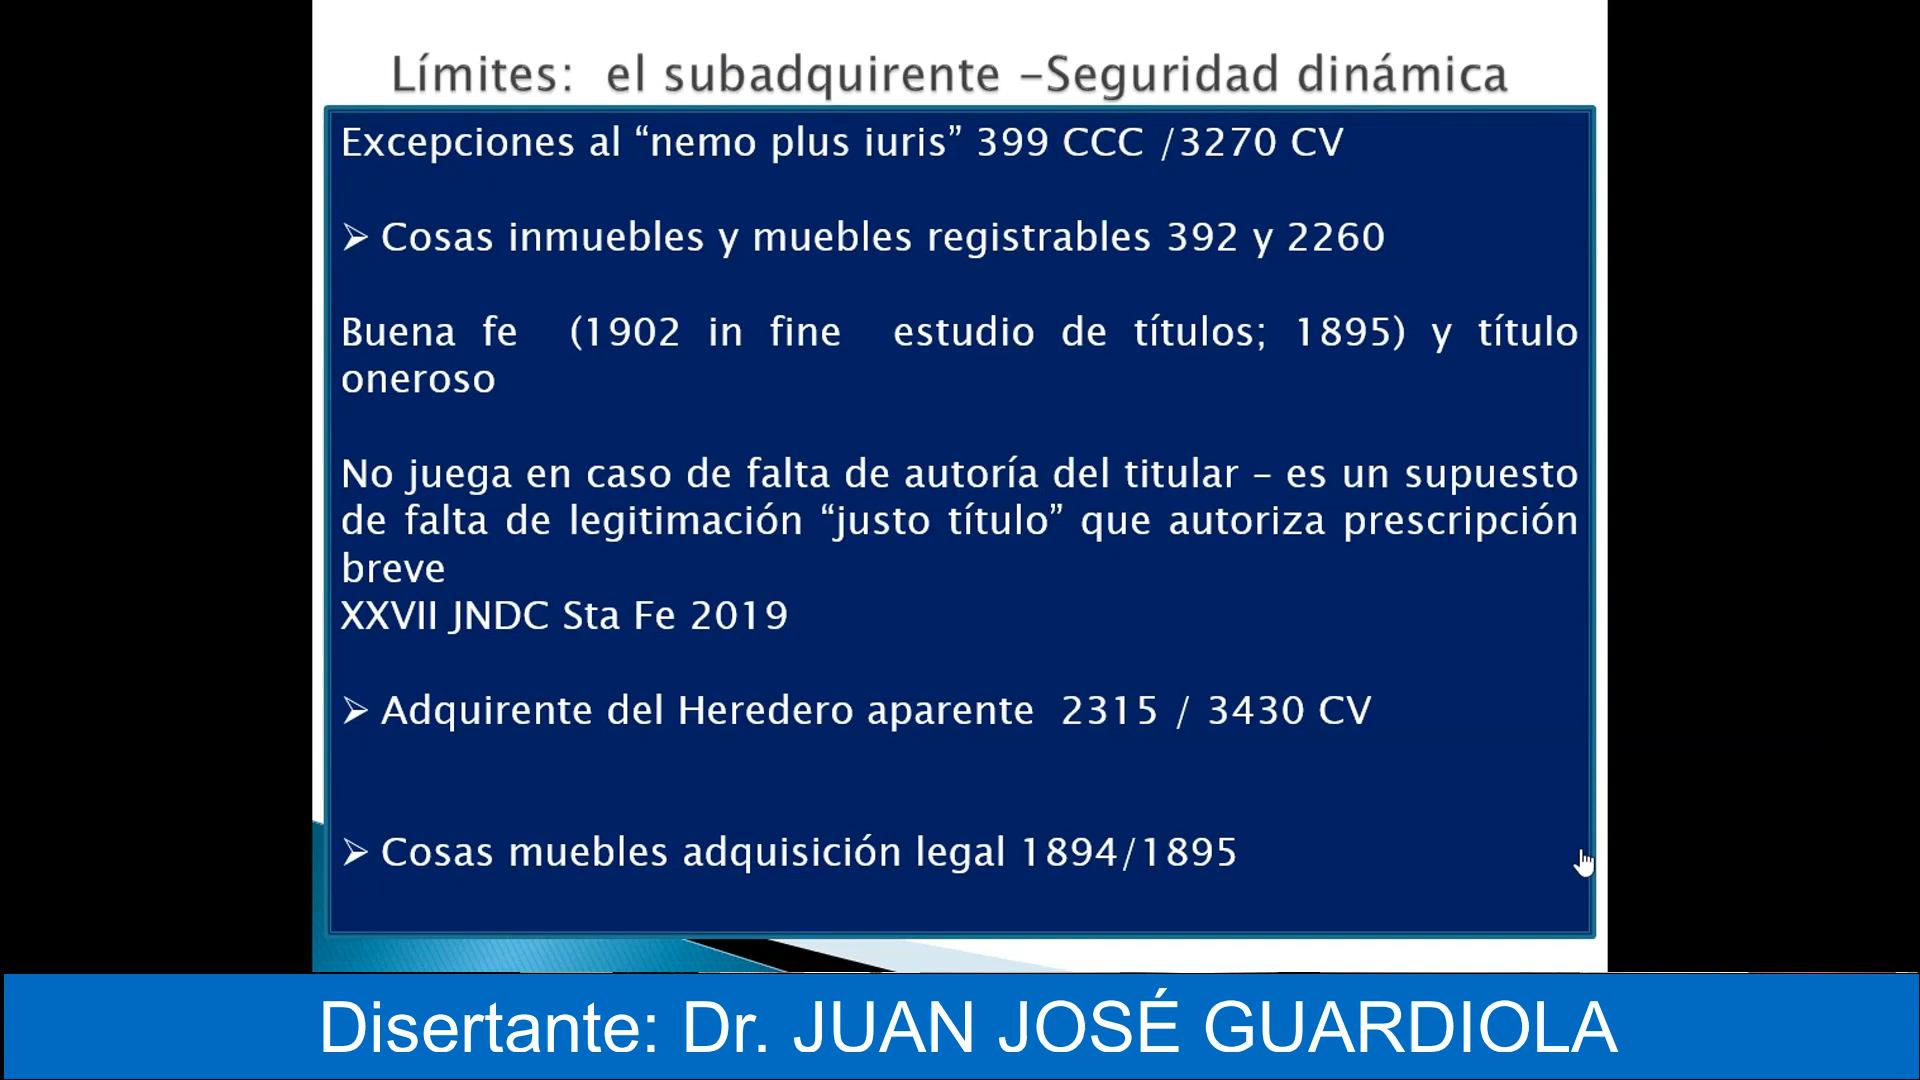 Límites: el subadquirente –Seguridad dinámica
Excepciones al “nemo plus iuris” 399 CCC /3270 CV
➢ Cosas inmuebles y muebles registrables 392 y 2260
Buena fe (1902 in fine estudio de títulos; 1895) y título
oneroso
No juega en caso de falta de autoría del titular – es un supuesto
de falta de legitimación “justo título” que autoriza prescripción
breve
XXVII JNDC Sta Fe 2019
➢ Adquirente del Heredero aparente 2315 / 3430 CV
➢ Cosas muebles adquisición legal 1894/1895
Disertante: Dr. JUAN JOSÉ GUARDIOLA